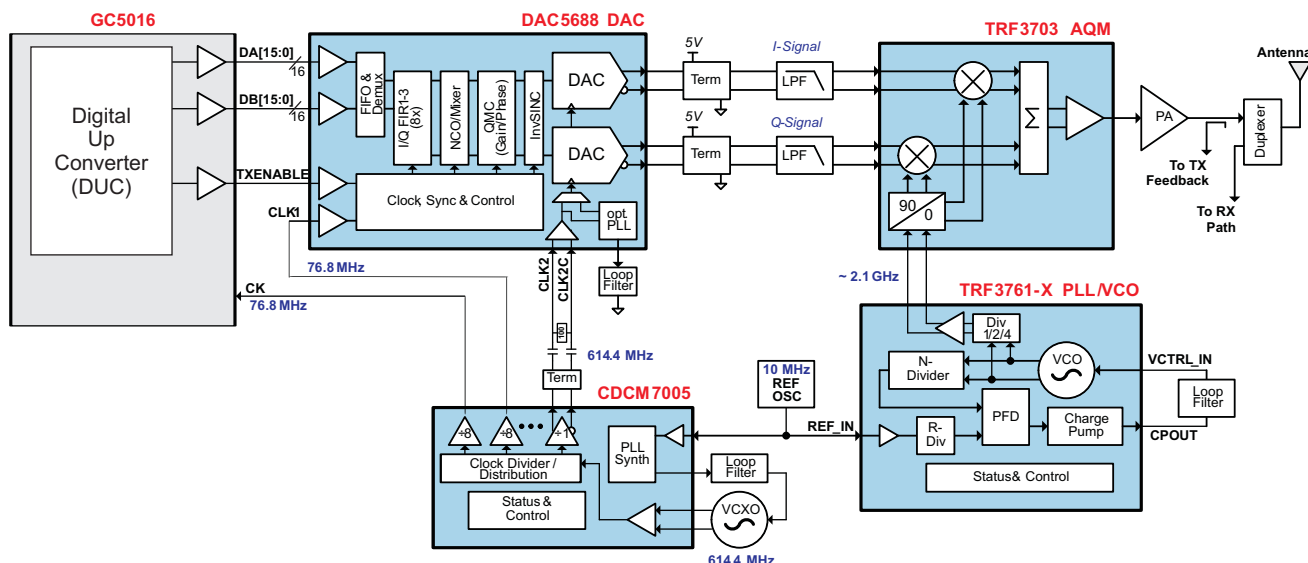 GC5016
Digital
Up
Converter
(DUC)
DA[15:0]
16
DB[15:0]
16
TXENABLE
CLK1
76.8 MHz
CK
76.8 MHz
DAC5688 DAC
FIFO &
Demux
I/Q FIR1-3
(8x)
NCO/Mixer
QMC
(Gain/Phase)
InvSINC
DAC
DAC
Clock, Sync & Control
opt.
PLL
Loop
Filter
CLK2
CLK2C
100
614.4 MHz
Term
5V
Term
I-Signal
LPF
5V
Term
Q-Signal
LPF
TRF3703 AQM
90
0
Σ
PA
Antenna
Duplexer
To TX
Feedback
To RX
Path
~ 2.1 GHz
TRF3761-X PLL/VCO
Div
1/2/4
N-
Divider
VCO
VCTRL_IN
Loop
Filter
PFD
Charge
Pump
CPOUT
R-
Div
REF_IN
Status& Control
10 MHz
REF
OSC
CDCM7005
÷8
÷8
÷1
Clock Divider /
Distribution
PLL
Synth
Loop
Filter
Status &
Control
VCXO
614.4 MHz